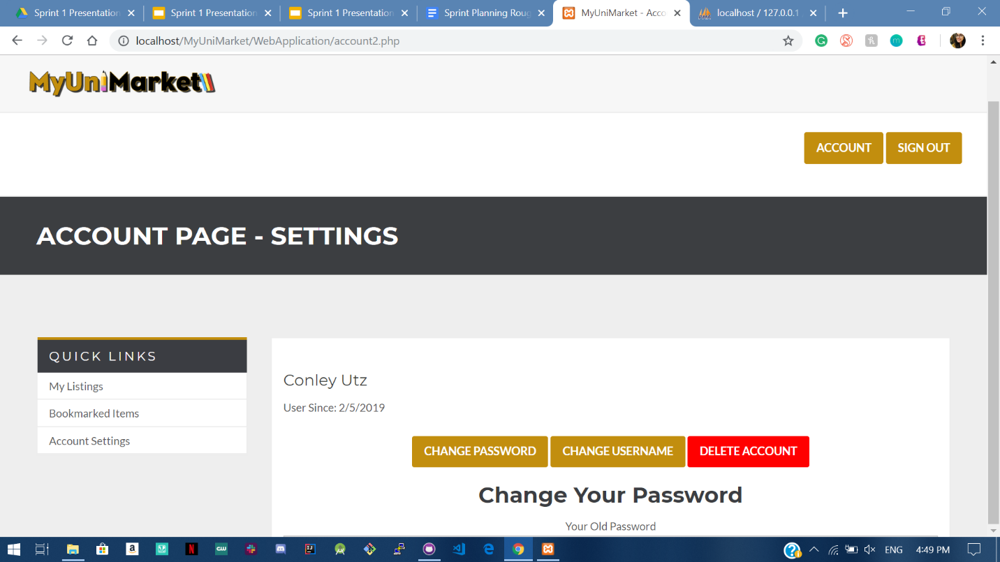 Sprint 1 Presentation
Sprint 1 Presentation
Sprint 1 Presentation
Sprint Planning Roug
MyUniMarket - Acco
localhost / 127.0.0.1
localhost/MyUniMarket/WebApplication/account2.php
MyUniMarket
ACCOUNT SIGN OUT
ACCOUNT PAGE - SETTINGS
QUICK LINKS
My Listings
Bookmarked Items
Account Settings
Conley Utz
User Since: 2/5/2019
CHANGE PASSWORD CHANGE USERNAME DELETE ACCOUNT
Change Your Password
Your Old Password
ENG 4:49 PM